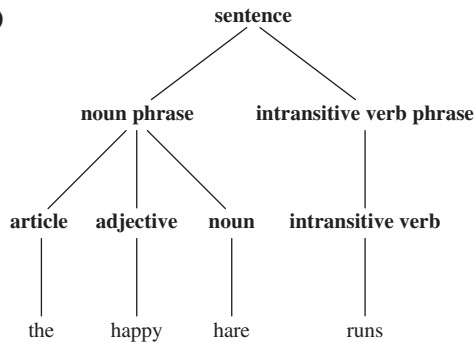 )
sentence
noun phrase intransitive verb phrase
article adjective noun intransitive verb
the happy hare runs